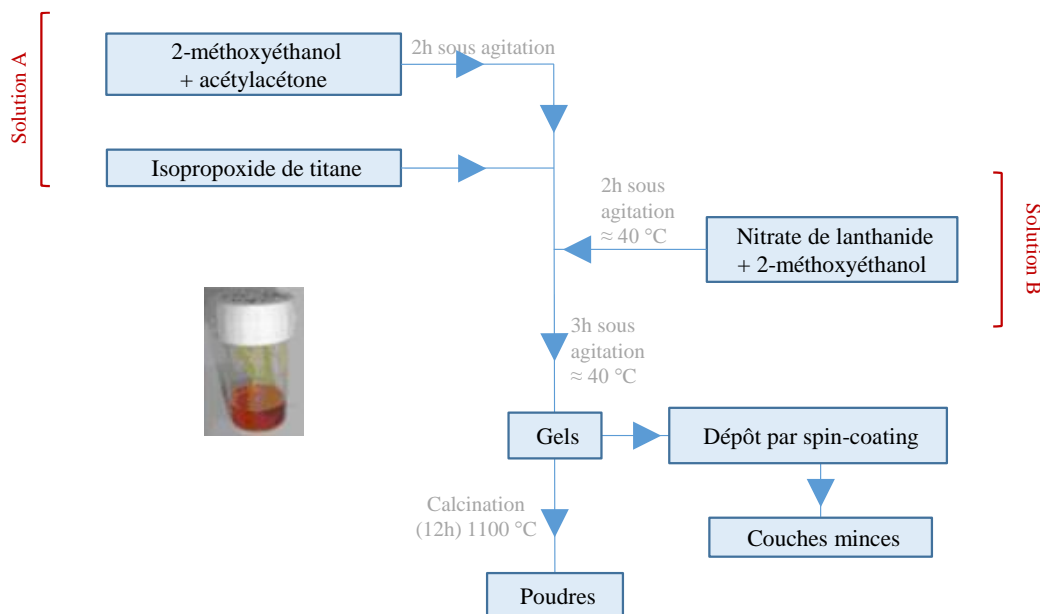 Solution A
2-méthoxyéthanol
+ acétylacétone
2h sous agitation
Isopropoxide de titane
2h sous
agitation
≈ 40 °C
Nitrate de lanthanide
+ 2-méthoxyéthanol
Solution B
3h sous
agitation
≈ 40 °C
Gels
Dépôt par spin-coating
Calcination
(12h) 1100 °C
Couches minces
Poudres